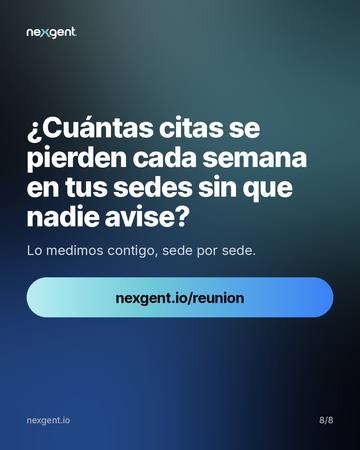 nexgent
¿Cuántas citas se
pierden cada semana
en tus sedes sin que
nadie avise?
Lo medimos contigo, sede por sede.
nexgent.io/reunion
nexgent.io
8/8